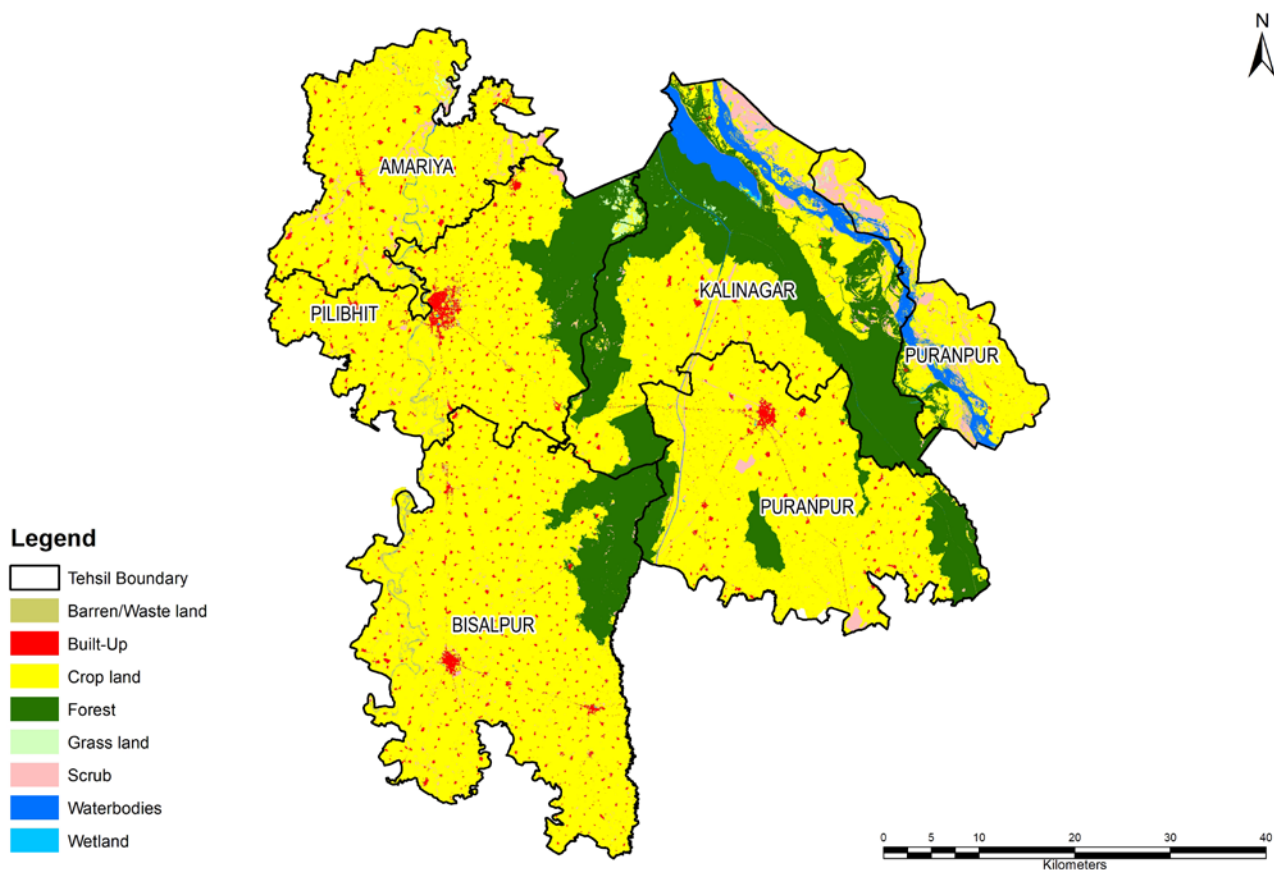 N
AMARIYA
PILIBHIT
KALINAGAR
PURANPUR
PURANPUR
BISALPUR
Legend
Tehsil Boundary
Barren/Waste land
Built-Up
Crop land
Forest
Grass land
Scrub
Waterbodies
Wetland
0 5 10 20 30 40
Kilometers